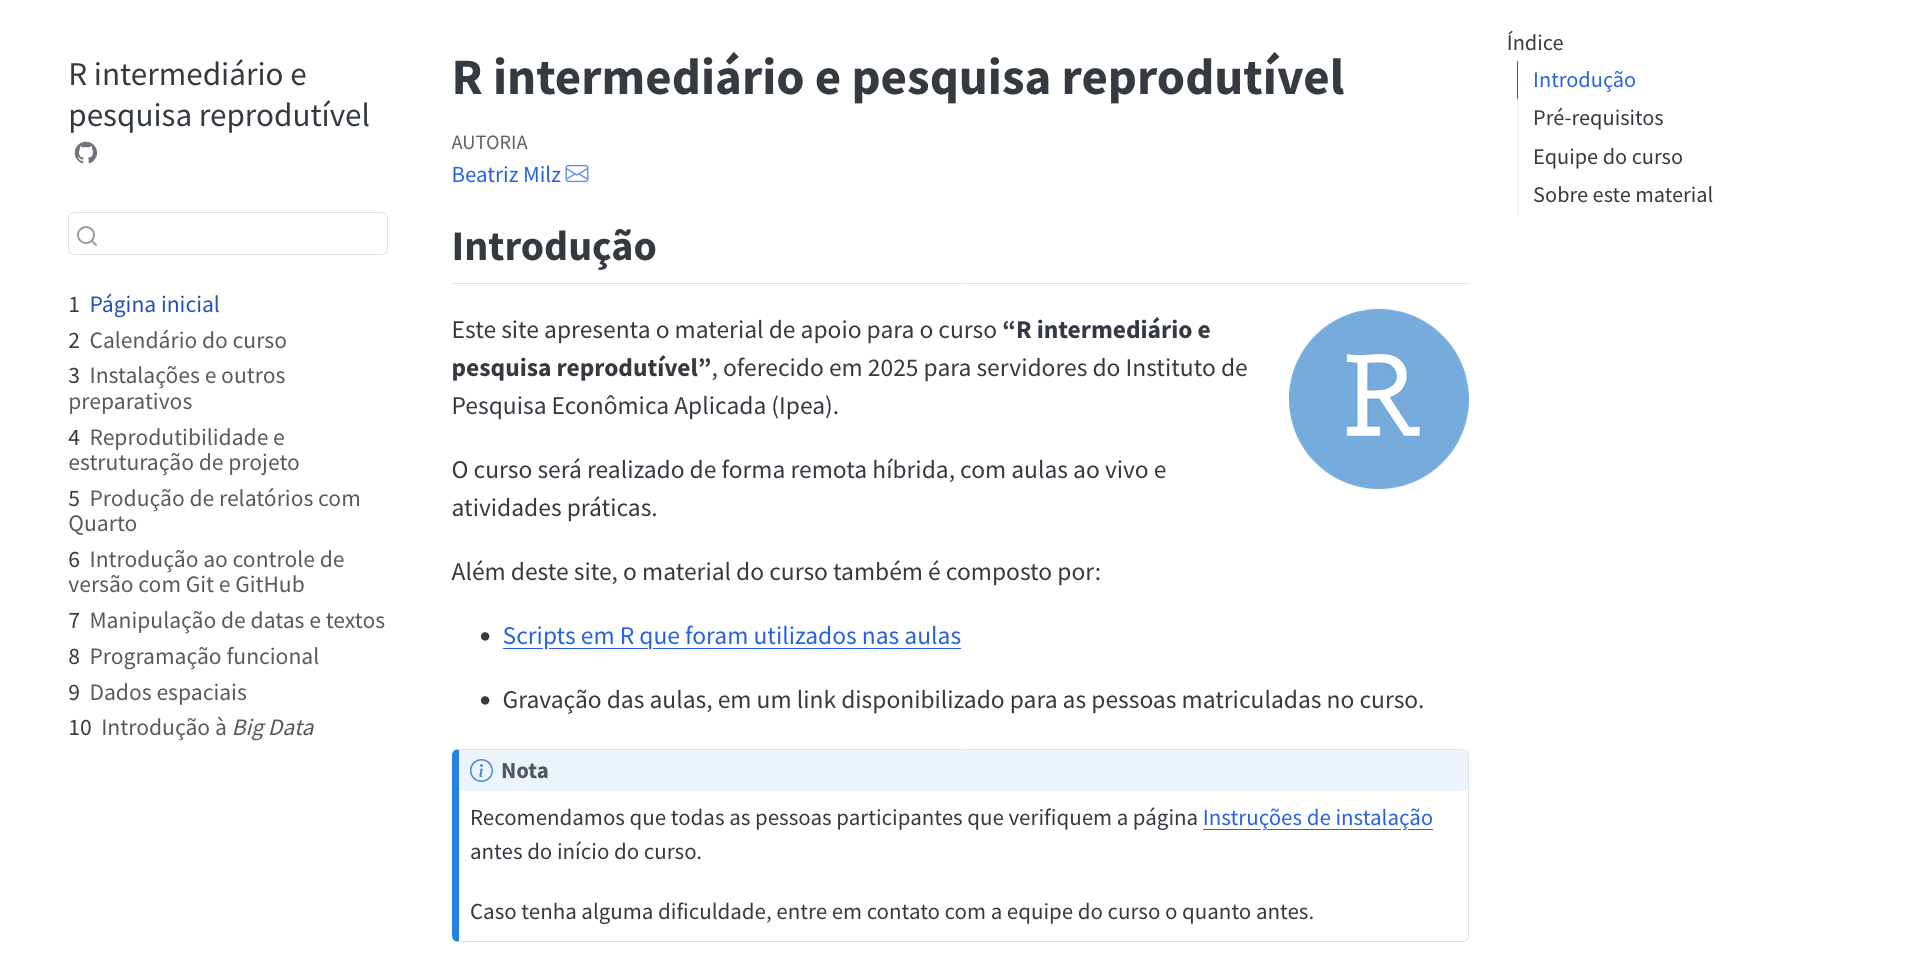 R intermediário e
pesquisa reprodutível
1 Página inicial
2 Calendário do curso
3 Instalações e outros
preparativos
4 Reprodutibilidade e
estruturação de projeto
5 Produção de relatórios com
Quarto
6 Introdução ao controle de
versão com Git e GitHub
7 Manipulação de datas e textos
8 Programação funcional
9 Dados espaciais
10 Introdução à Big Data
R intermediário e pesquisa reprodutível
AUTORIA
Beatriz Milz
Introdução
Este site apresenta o material de apoio para o curso “R intermediário e
pesquisa reprodutível”, oferecido em 2025 para servidores do Instituto de
Pesquisa Econômica Aplicada (Ipea).
R
O curso será realizado de forma remota híbrida, com aulas ao vivo e
atividades práticas.
Além deste site, o material do curso também é composto por:
• Scripts em R que foram utilizados nas aulas
• Gravação das aulas, em um link disponibilizado para as pessoas matriculadas no curso.
Nota
Recomendamos que todas as pessoas participantes que verifiquem a página Instruções de instalação
antes do início do curso.
Caso tenha alguma dificuldade, entre em contato com a equipe do curso o quanto antes.
Índice
Introdução
Pré-requisitos
Equipe do curso
Sobre este material